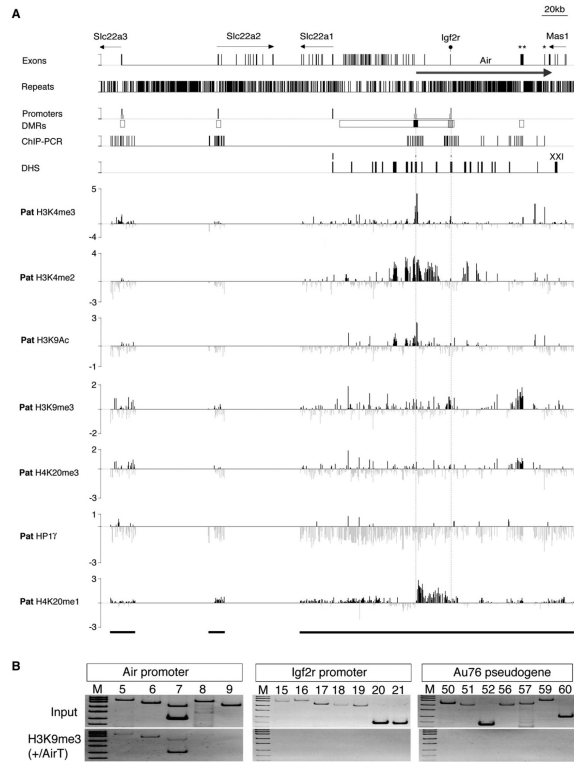 A
20kb
Slc22a3 Slc22a2 Slc22a1 Igf2r ** * Mas1
Exons Air
Repeats
Promoters
DMRs
ChIP-PCR
I XXI
DHS
5
Pat H3K4me3
-4
4
Pat H3K4me2
-3
3
Pat H3K9Ac
-1
2
Pat H3K9me3
-2
2
Pat H4K20me3
-3
1
Pat HP1γ
-3
3
Pat H4K20me1
-3
B
Air promoter Igf2r promoter Au76 pseudogene
M 5 6 7 8 9 M 15 16 17 18 19 20 21 M 50 51 52 56 57 59 60
Input
H3K9me3
(+/AirT)